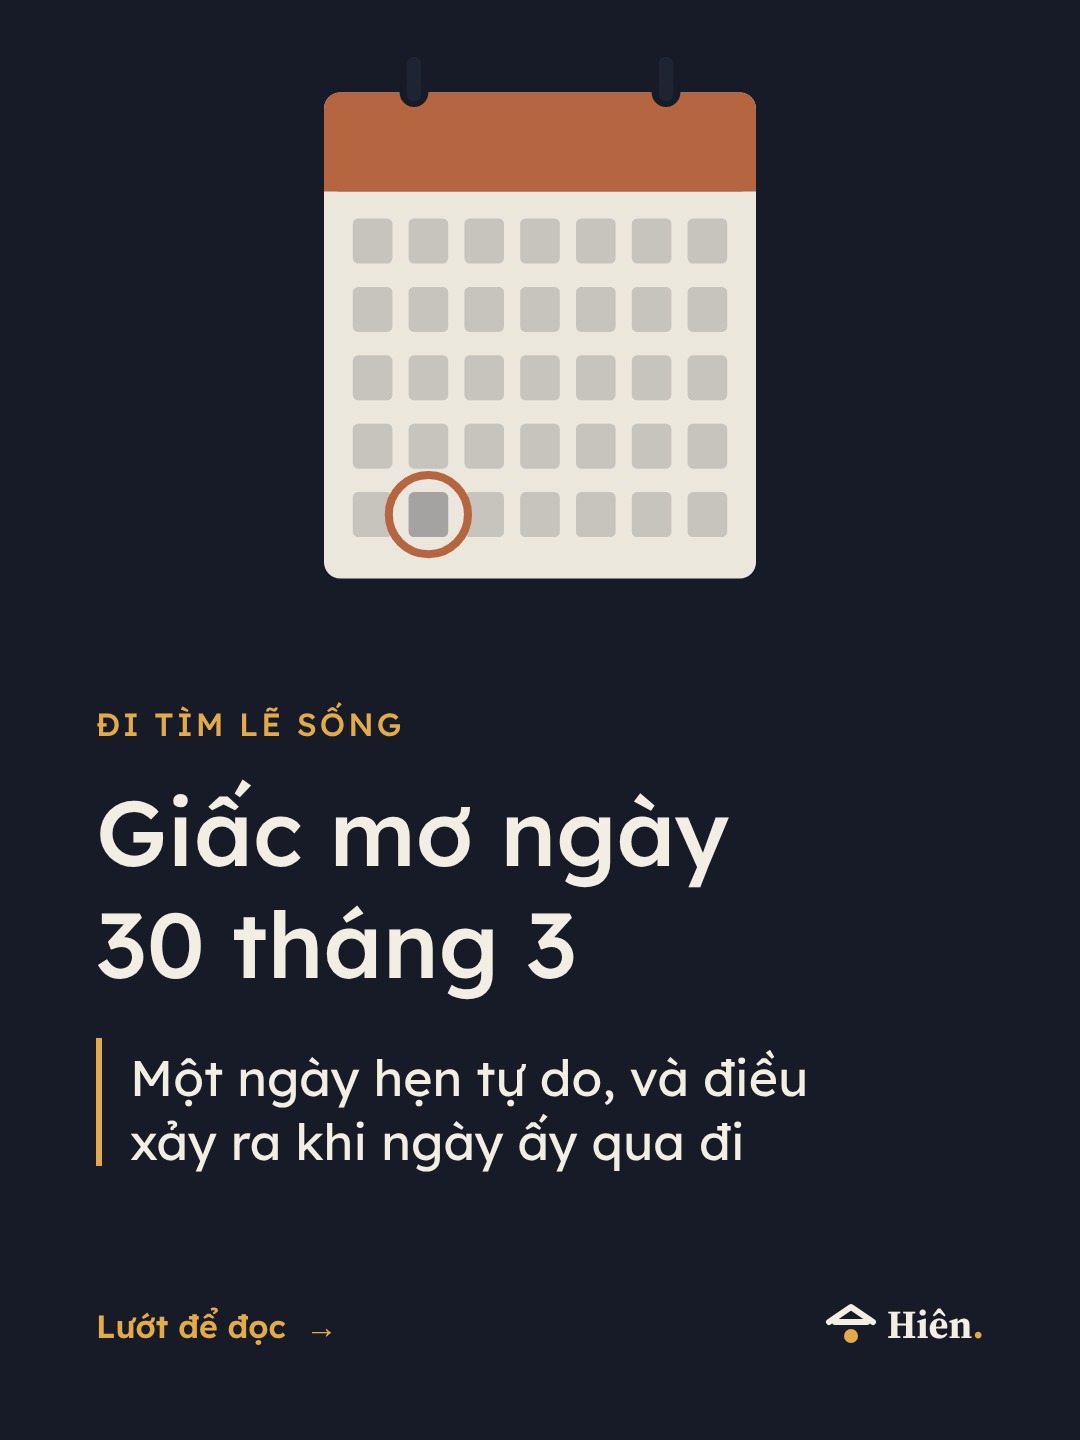 ĐI TÌM LẼ SỐNG
Giấc mơ ngày
30 tháng 3
Một ngày hẹn tự do, và điều
xảy ra khi ngày ấy qua đi
Lướt để đọc →
Hiên.